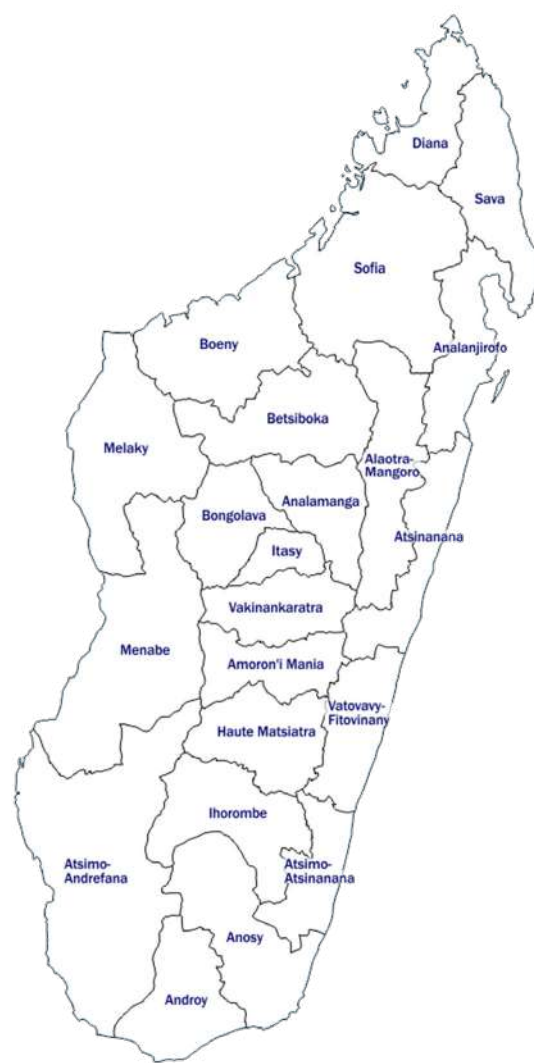 Diana
Sava
Sofia
Boeny
Analanjirofo
Betsiboka
Melaky
Alaotra-
Mangoro
Analamanga
Bongolava
Atsinanana
Itasy
Vakinankaratra
Menabe
Amoron'i Mania
Vatovavy-
Fitovinany
Haute Matsiatra
Ihorombe
Atsimo-
Andrefana
Atsimo-
Atsinanana
Anosy
Androy